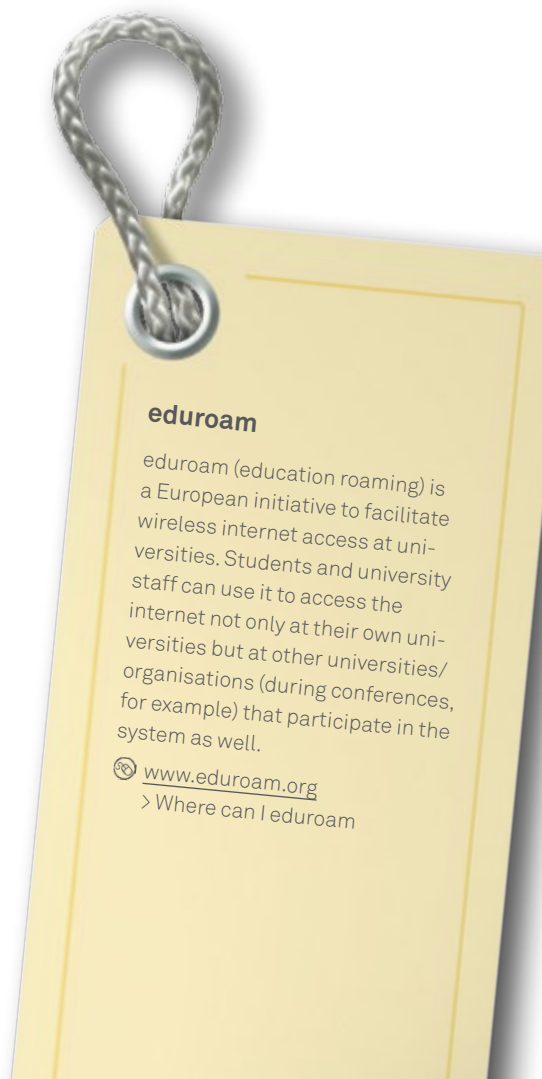 eduroam
eduroam (education roaming) is
a European initiative to facilitate
wireless internet access at uni-
versities. Students and university
staff can use it to access the
internet not only at their own uni-
versities but at other universities/
organisations (during conferences,
for example) that participate in the
system as well.
www.eduroam.org
> Where can I eduroam